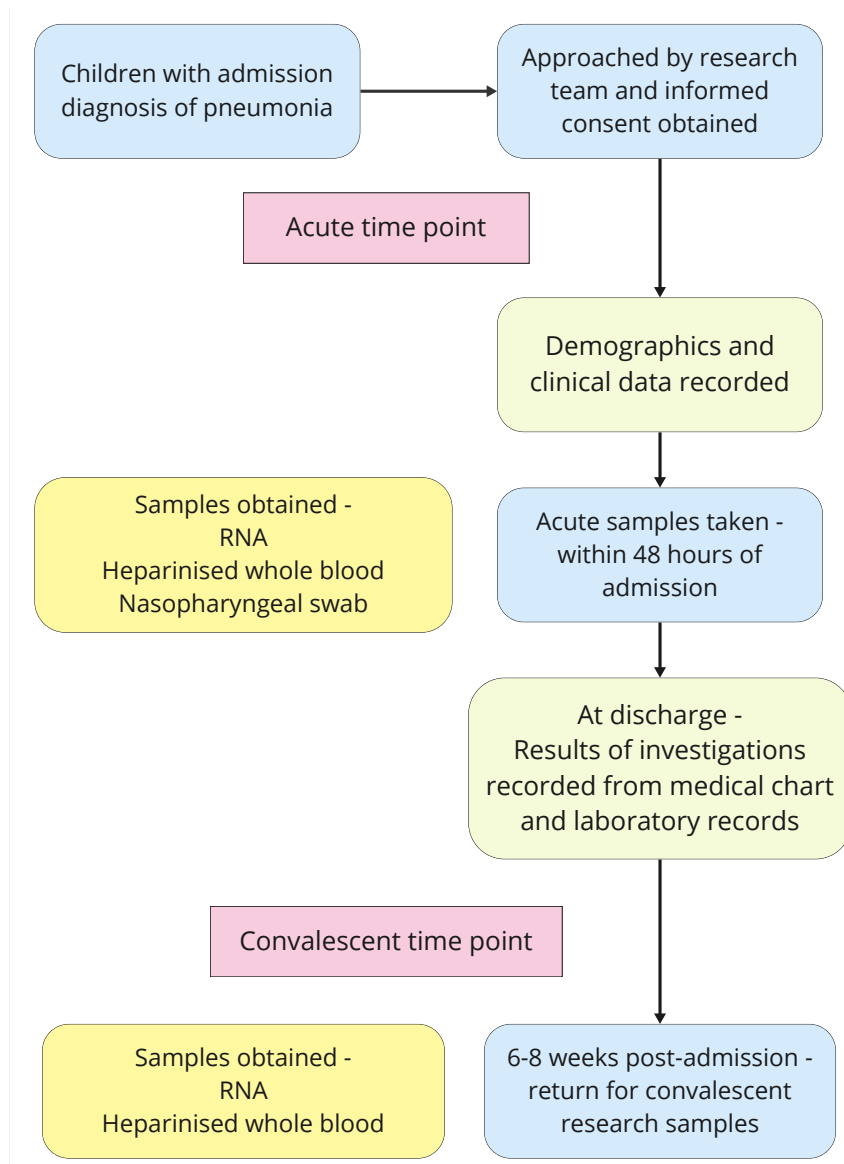 Children with admission
diagnosis of pneumonia
Approached by research
team and informed
consent obtained
Acute time point
Demographics and
clinical data recorded
Samples obtained -
RNA
Heparinised whole blood
Nasopharyngeal swab
Acute samples taken -
within 48 hours of
admission
At discharge -
Results of investigations
recorded from medical chart
and laboratory records
Convalescent time point
Samples obtained -
RNA
Heparinised whole blood
6-8 weeks post-admission -
return for convalescent
research samples